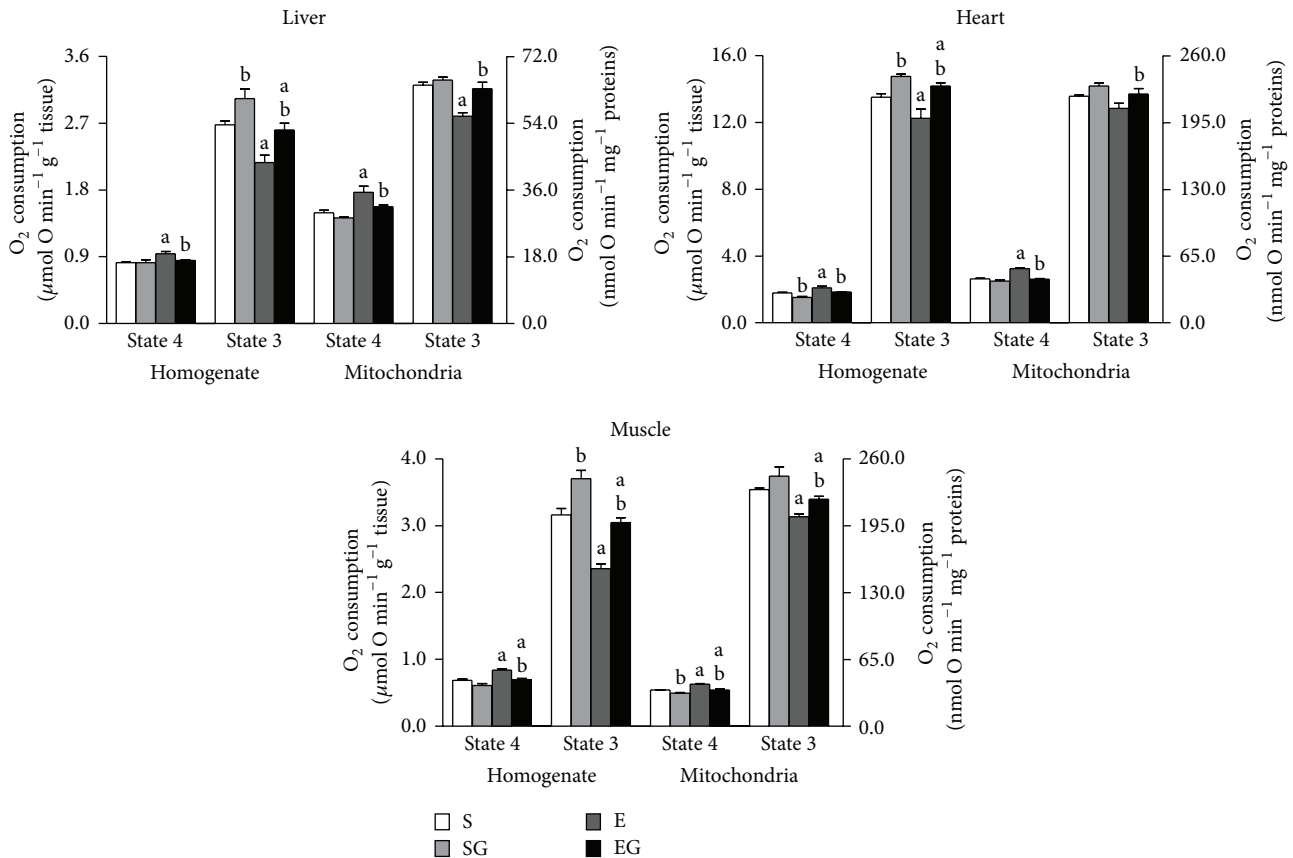 Liver
O2 consumption
(μmol O min−1 g−1 tissue)
3.6
2.7
1.8
0.9
0.0
a
b
b
a
a
b
a
b
a
b
72.0
54.0
36.0
18.0
0.0
O2 consumption
(nmol O min−1 mg−1 proteins)
State 4
State 3
State 4
State 3
Homogenate
Mitochondria
Heart
O2 consumption
(μmol O min−1 g−1 tissue)
16.0
12.0
8.0
4.0
0.0
b
a
b
b
a
a
b
a
b
b
260.0
195.0
130.0
65.0
0.0
O2 consumption
(nmol O min−1 mg−1 proteins)
State 4
State 3
State 4
State 3
Homogenate
Mitochondria
Muscle
O2 consumption
(μmol O min−1 g−1 tissue)
4.0
3.0
2.0
1.0
0.0
a
a
b
b
a
a
b
b
a
a
b
a
a
b
260.0
195.0
130.0
65.0
0.0
O2 consumption
(nmol O min−1 mg−1 proteins)
State 4
State 3
State 4
State 3
Homogenate
Mitochondria
S
SG
E
EG